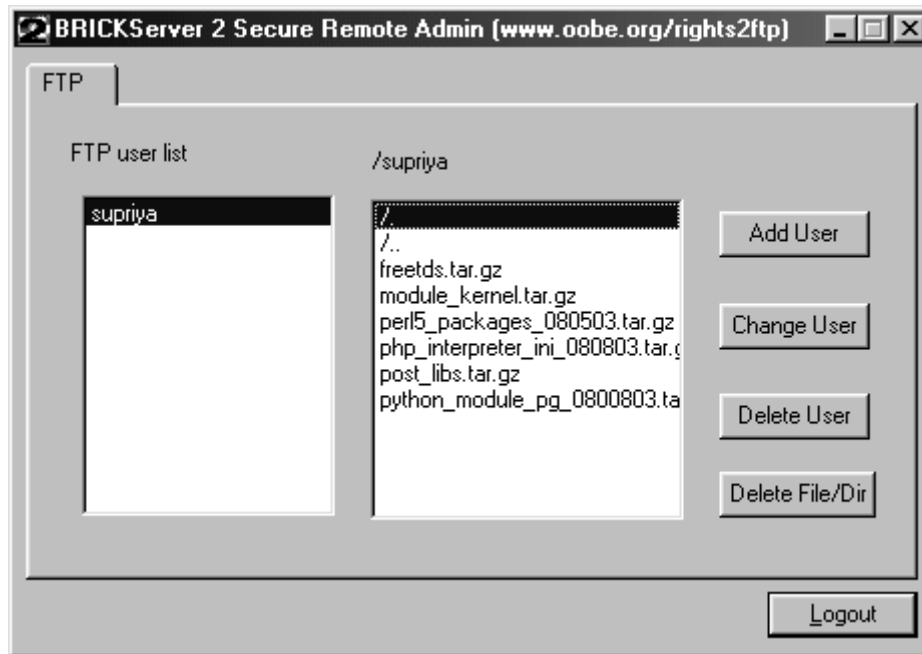 BRICKServer 2 Secure Remote Admin (www.oobe.org/rights2ftp)
FTP
FTP user list
/supriya
supriya
/.
/..
freetds.tar.gz
module_kernel.tar.gz
perl5_packages_080503.tar.gz
php_interpreter_ini_080803.tar.g
post_libs.tar.gz
python_module_pg_0800803.ta
Add User
Change User
Delete User
Delete File/Dir
Logout